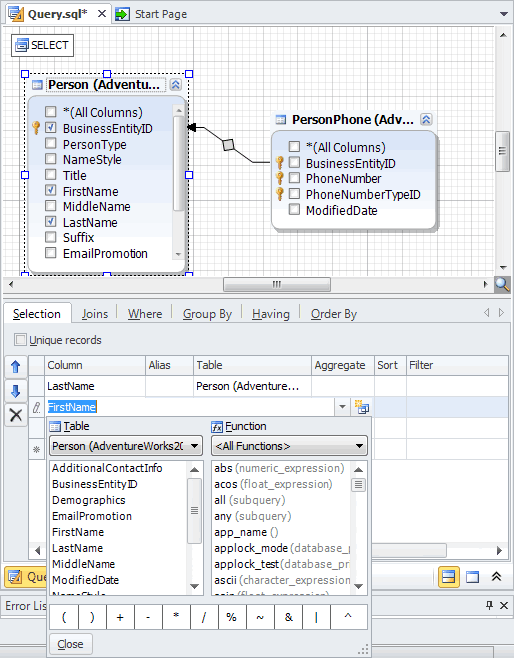 Query.sql* Start Page
SELECT
Person (Adventu...
*(All Columns)
BusinessEntityID
PersonType
NameStyle
Title
FirstName
MiddleName
LastName
Suffix
EmailPromotion
PersonPhone (Adv...
*(All Columns)
BusinessEntityID
PhoneNumber
PhoneNumberTypeID
ModifiedDate
Selection Joins Where Group By Having Order By
Unique records
Column Alias Table Aggregate Sort Filter
LastName Person (Adventure...
FirstName
Table
Person (AdventureWorks20
AdditionalContactInfo
BusinessEntityID
Demographics
EmailPromotion
FirstName
LastName
MiddleName
ModifiedDate
NameStyle
Function
<All Functions>
abs (numeric_expression)
acos (float_expression)
all (subquery)
any (subquery)
app_name ()
applock_mode (database_p
applock_test (database_pr
ascii (character_expression
asin (float_expression)
( ) + - * / % ~ & | ^
Close
Que
Error Lis